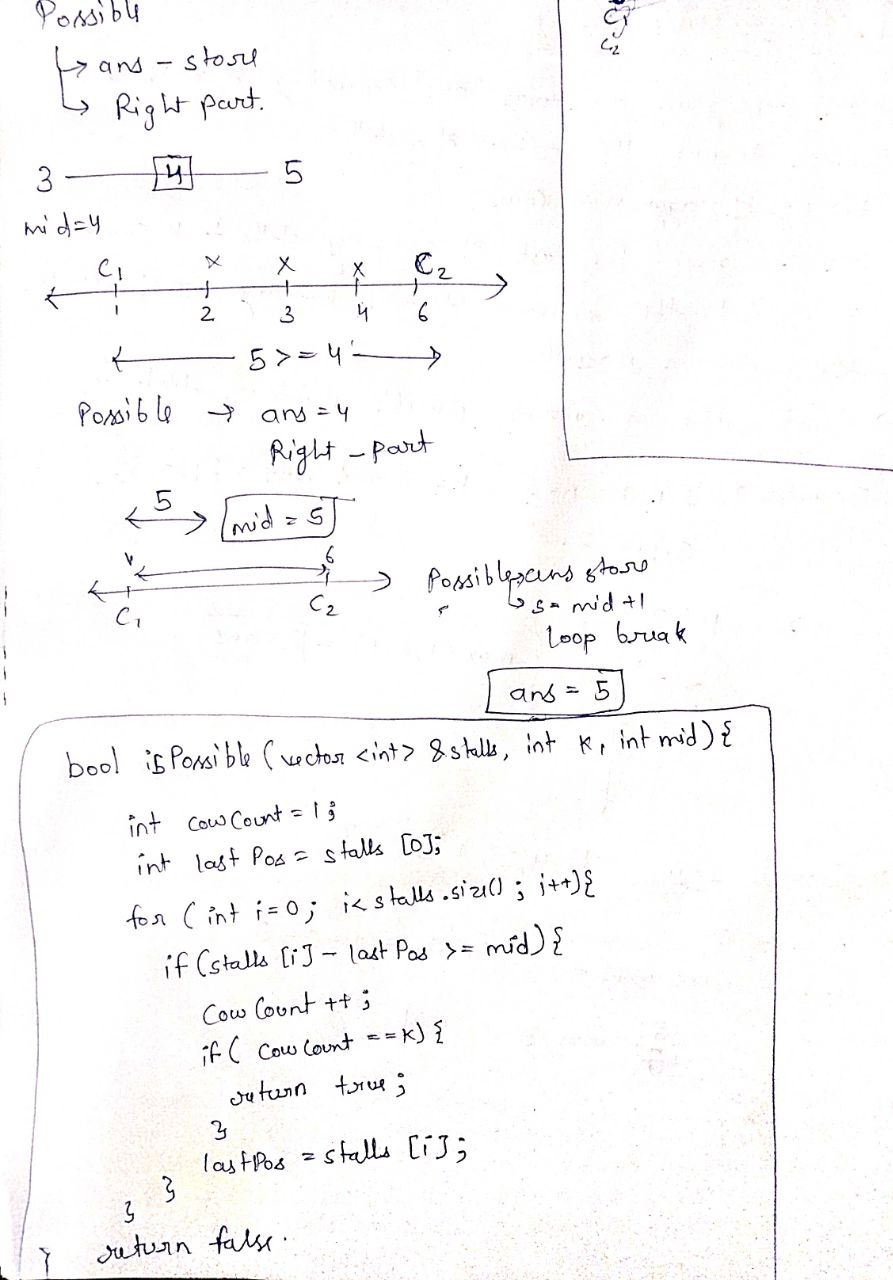 Possible
↳ ans - store
↳ Right part.
C1
C2
3 4 5
mid=4
C1 x x x C2
1 2 3 4 6
5 >= 4
Possible → ans = 4
Right - part
5 mid = 5
1 6
C1 C2
Possible → ans store
↳ s = mid +1
loop break
ans = 5
bool isPossible (vector <int> &stalls, int k, int mid) {
int cowCount = 1;
int last Pos = stalls [0];
for (int i=0; i< stalls.size() ; i++){
if (stalls [i] - last Pos >= mid) {
Cow Count ++ ;
if ( Cow Count ==k) {
return true ;
}
lastPos = stalls [i] ;
}
}
return false.
}